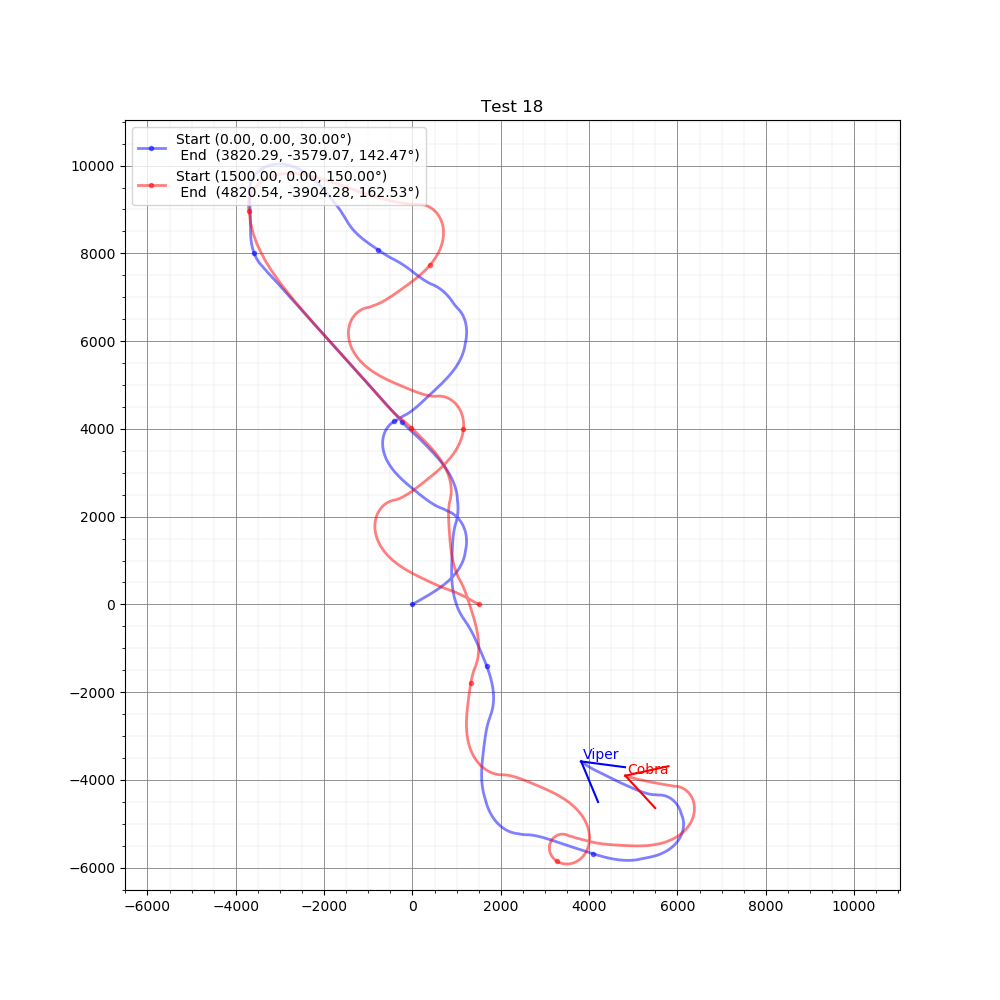 Test 18
Start (0.00, 0.00, 30.00°)
End  (3820.29, -3579.07, 142.47°)
Start (1500.00, 0.00, 150.00°)
End  (4820.54, -3904.28, 162.53°)
10000
8000
6000
4000
2000
0
−2000
−4000
−6000
Viper
Cobra
−6000 −4000 −2000 0 2000 4000 6000 8000 10000